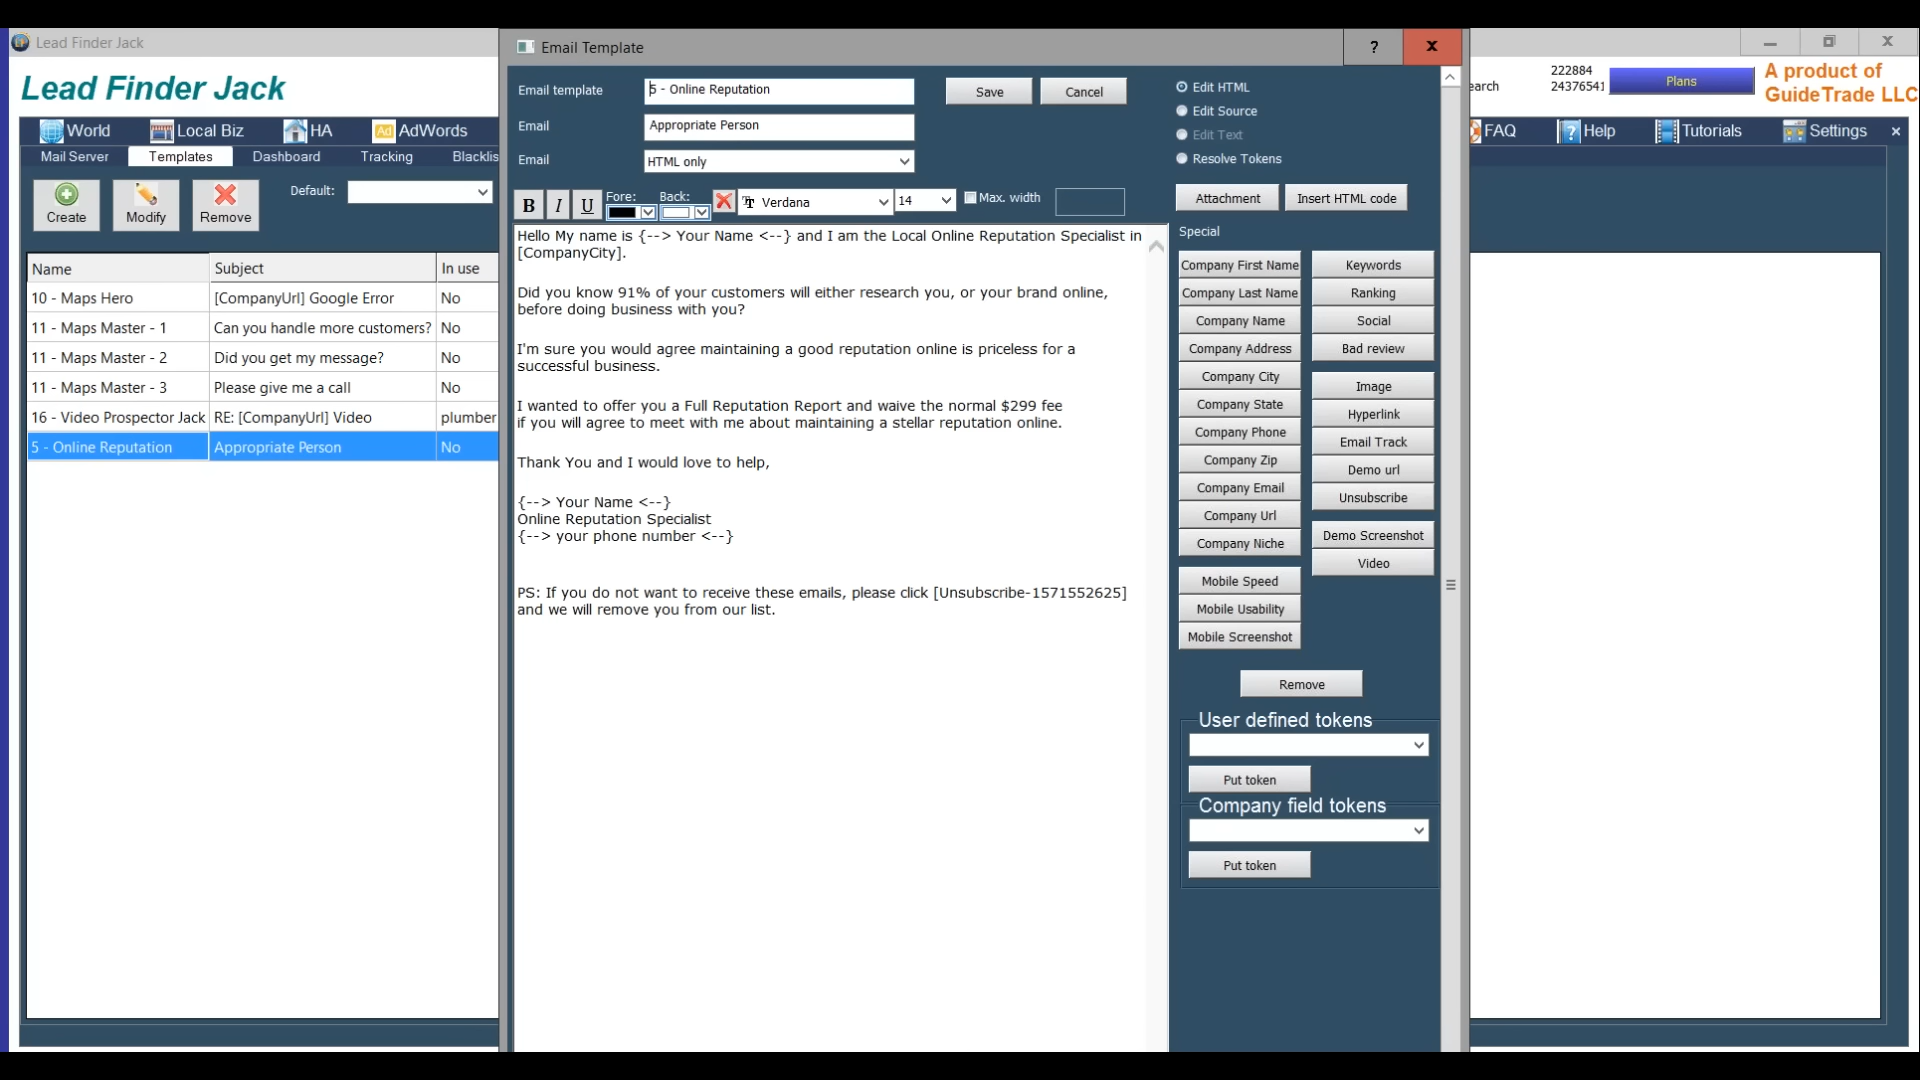 Lead Finder Jack
Email Template
?
x
Lead Finder Jack
222884
earch 24376541
Plans
A product of
GuideTrade LLC
World
Local Biz
HA
AdWords
FAQ
Help
Tutorials
Settings
Mail Server
Templates
Dashboard
Tracking
Blacklis
Create
Modify
Remove
Default:
Name
Subject
In use
10 - Maps Hero [CompanyUrl] Google Error No
11 - Maps Master - 1 Can you handle more customers? No
11 - Maps Master - 2 Did you get my message? No
11 - Maps Master - 3 Please give me a call No
16 - Video Prospector Jack RE: [CompanyUrl] Video plumber
5 - Online Reputation Appropriate Person No
Email template 5 - Online Reputation
Save
Cancel
Email Appropriate Person
Email HTML only
B
I
U
Fore:
Back:
Verdana
14
Max. width
Hello My name is {--> Your Name <--} and I am the Local Online Reputation Specialist in
[CompanyCity].
Did you know 91% of your customers will either research you, or your brand online,
before doing business with you?
I'm sure you would agree maintaining a good reputation online is priceless for a
successful business.
I wanted to offer you a Full Reputation Report and waive the normal $299 fee
if you will agree to meet with me about maintaining a stellar reputation online.
Thank You and I would love to help,
{--> Your Name <--}
Online Reputation Specialist
{--> your phone number <--}
PS: If you do not want to receive these emails, please click [Unsubscribe-1571552625]
and we will remove you from our list.
Edit HTML
Edit Source
Edit Text
Resolve Tokens
Attachment
Insert HTML code
Special
Company First Name
Company Last Name
Company Name
Company Address
Company City
Company State
Company Phone
Company Zip
Company Email
Company Url
Company Niche
Mobile Speed
Mobile Usability
Mobile Screenshot
Keywords
Ranking
Social
Bad review
Image
Hyperlink
Email Track
Demo url
Unsubscribe
Demo Screenshot
Video
Remove
User defined tokens
Put token
Company field tokens
Put token